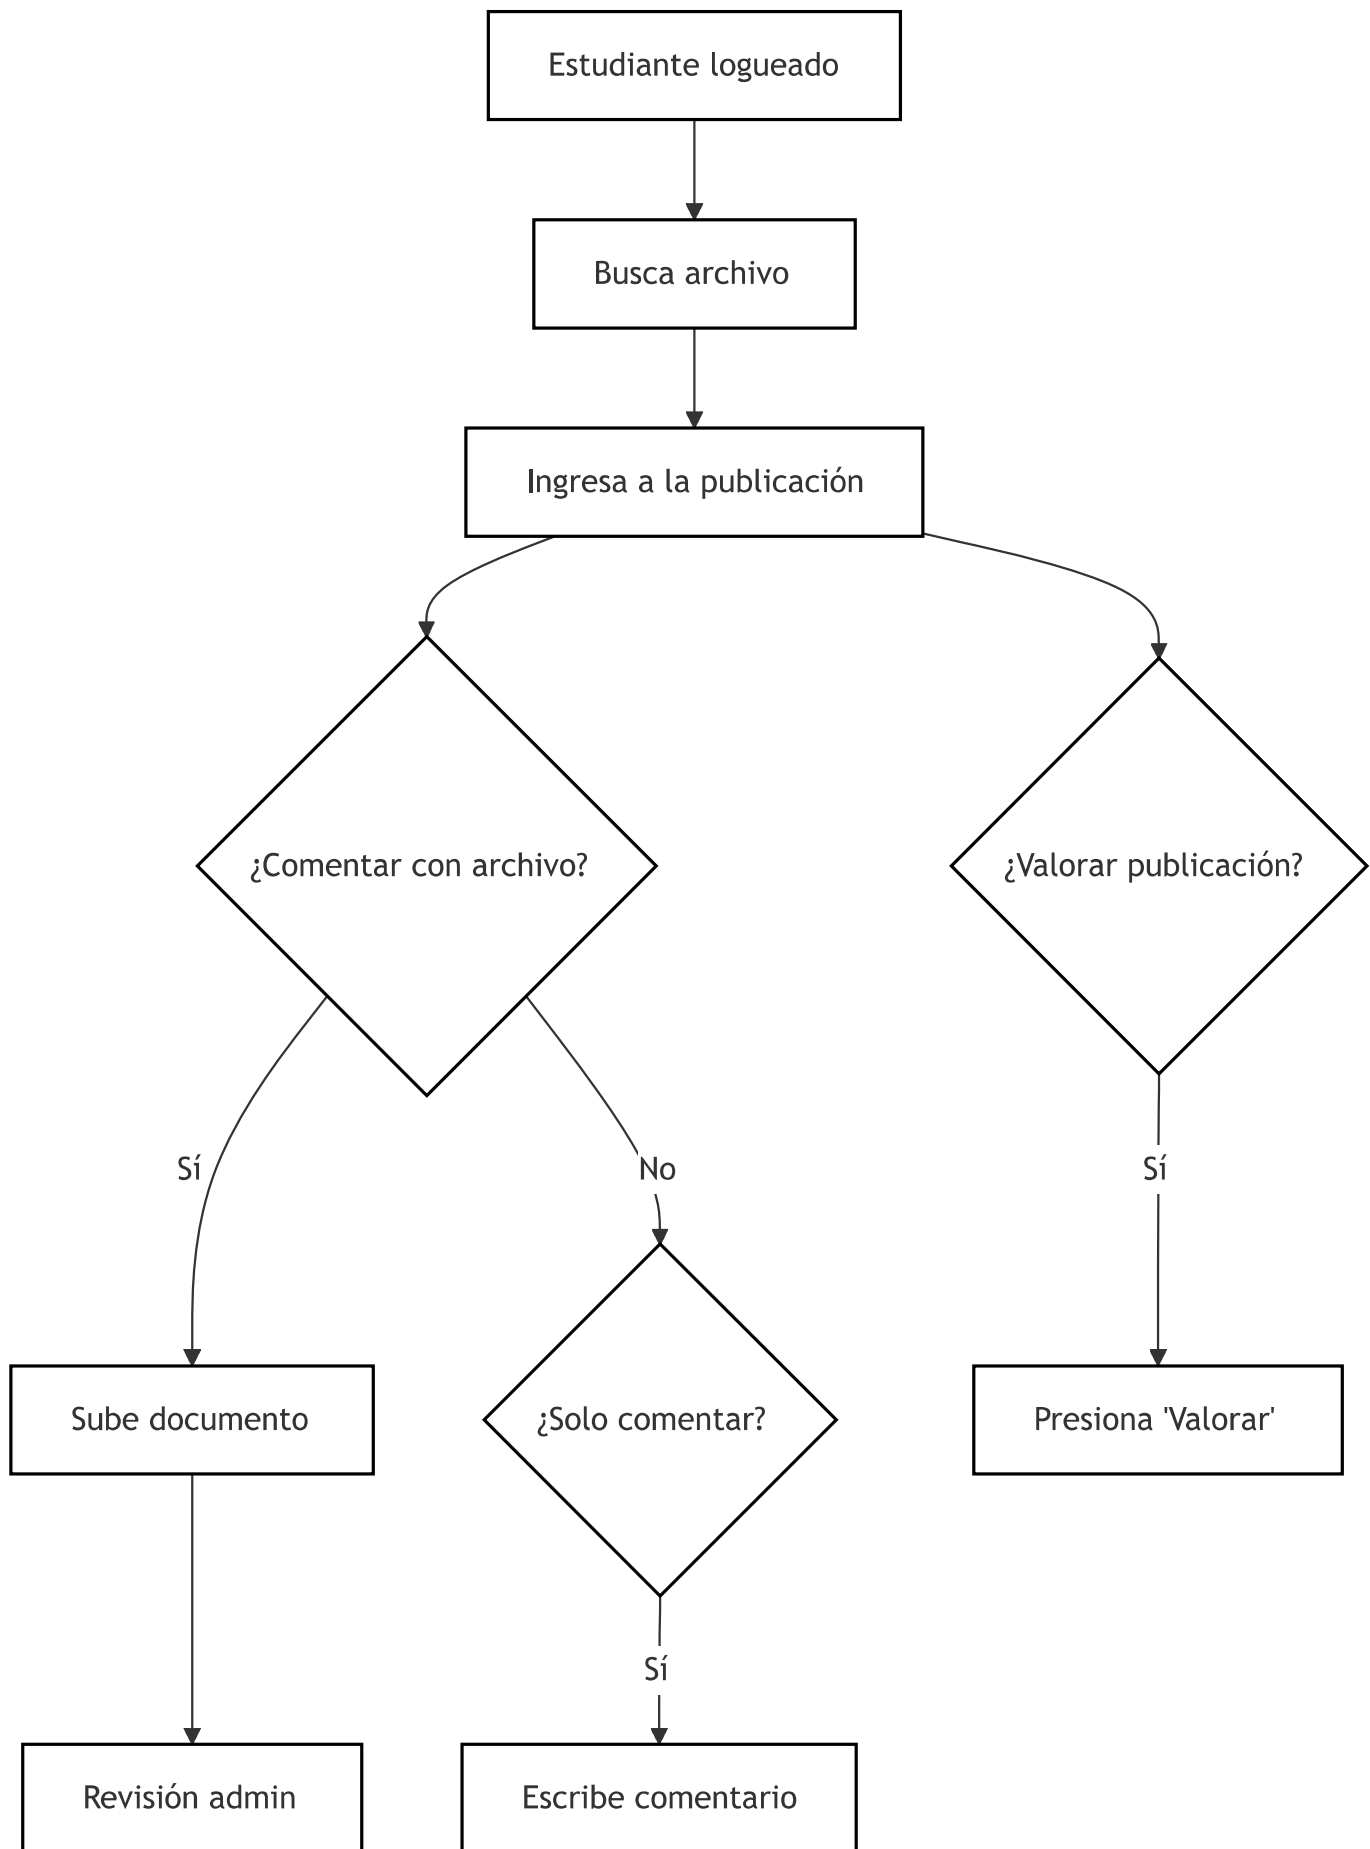 Estudiante logueado
Busca archivo
Ingresa a la publicación
¿Comentar con archivo?
¿Valorar publicación?
Sí
No
Sí
Sube documento
¿Solo comentar?
Presiona 'Valorar'
Sí
Revisión admin
Escribe comentario